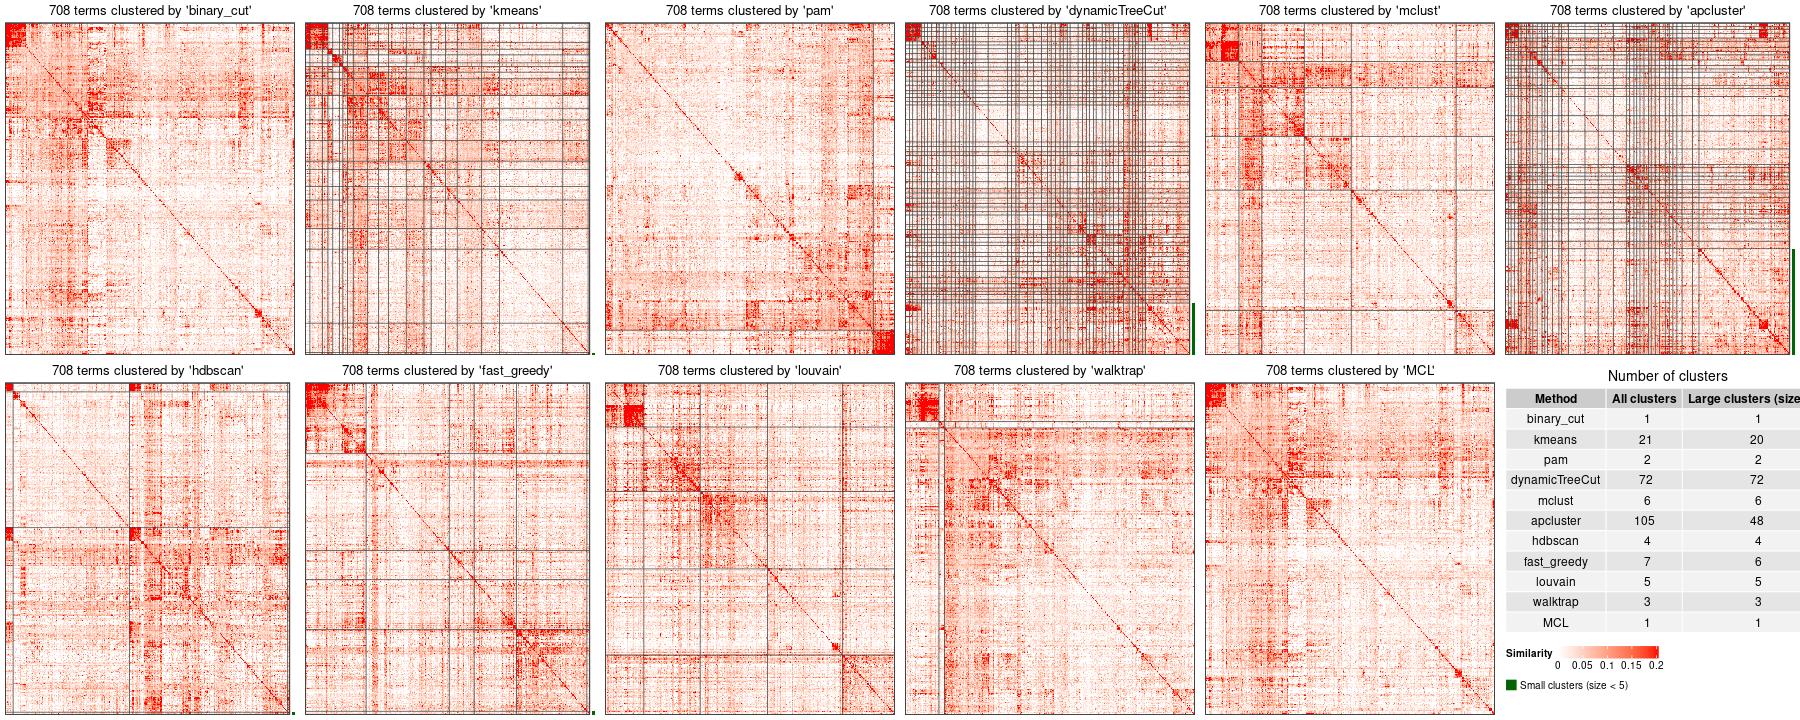 708 terms clustered by 'binary_cut'
708 terms clustered by 'kmeans'
708 terms clustered by 'pam'
708 terms clustered by 'dynamicTreeCut'
708 terms clustered by 'mclust'
708 terms clustered by 'apcluster'
708 terms clustered by 'hdbscan'
708 terms clustered by 'fast_greedy'
708 terms clustered by 'louvain'
708 terms clustered by 'walktrap'
708 terms clustered by 'MCL'
Number of clusters
Method All clusters Large clusters (size
binary_cut 1 1
kmeans 21 20
pam 2 2
dynamicTreeCut 72 72
mclust 6 6
apcluster 105 48
hdbscan 4 4
fast_greedy 7 6
louvain 5 5
walktrap 3 3
MCL 1 1
Similarity
0 0.05 0.1 0.15 0.2
Small clusters (size < 5)